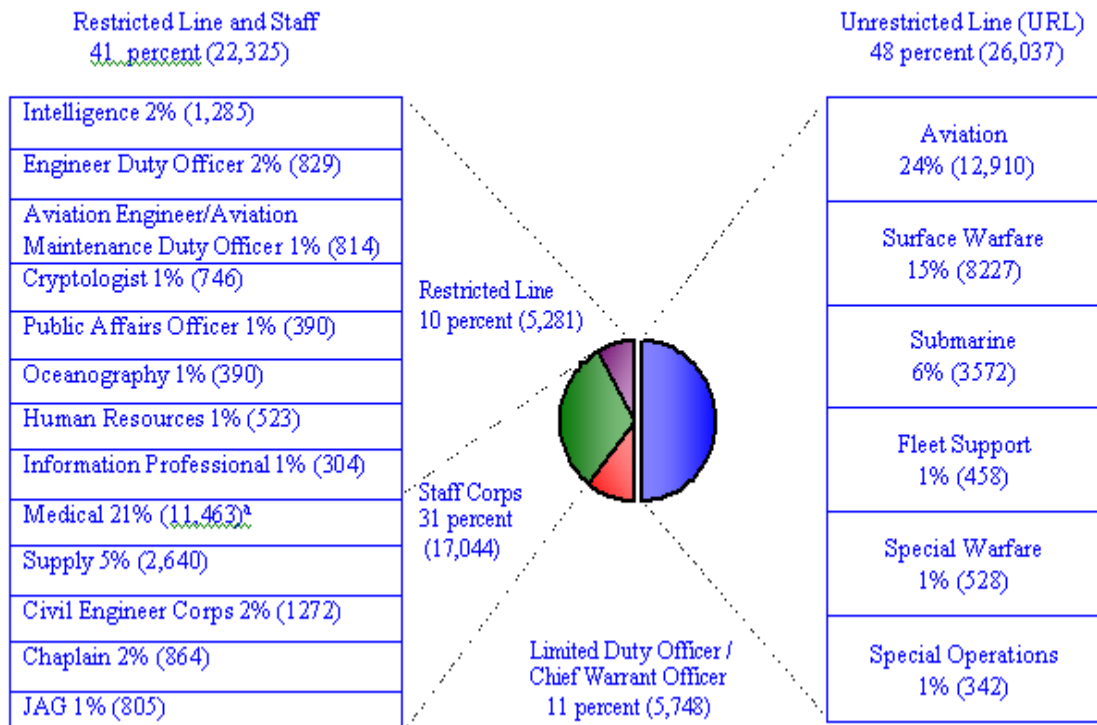 Restricted Line and Staff
41 percent (22,325)
Unrestricted Line (URL)
48 percent (26,037)
Intelligence 2% (1,285)
Engineer Duty Officer 2% (829)
Aviation Engineer/Aviation
Maintenance Duty Officer 1% (814)
Cryptologist 1% (746)
Public Affairs Officer 1% (390)
Oceanography 1% (390)
Human Resources 1% (523)
Information Professional 1% (304)
Medical 21% (11,463)ª
Supply 5% (2,640)
Civil Engineer Corps 2% (1272)
Chaplain 2% (864)
JAG 1% (805)
Restricted Line
10 percent (5,281)
Staff Corps
31 percent
(17,044)
Limited Duty Officer /
Chief Warrant Officer
11 percent (5,748)
Aviation
24% (12,910)
Surface Warfare
15% (8227)
Submarine
6% (3572)
Fleet Support
1% (458)
Special Warfare
1% (528)
Special Operations
1% (342)